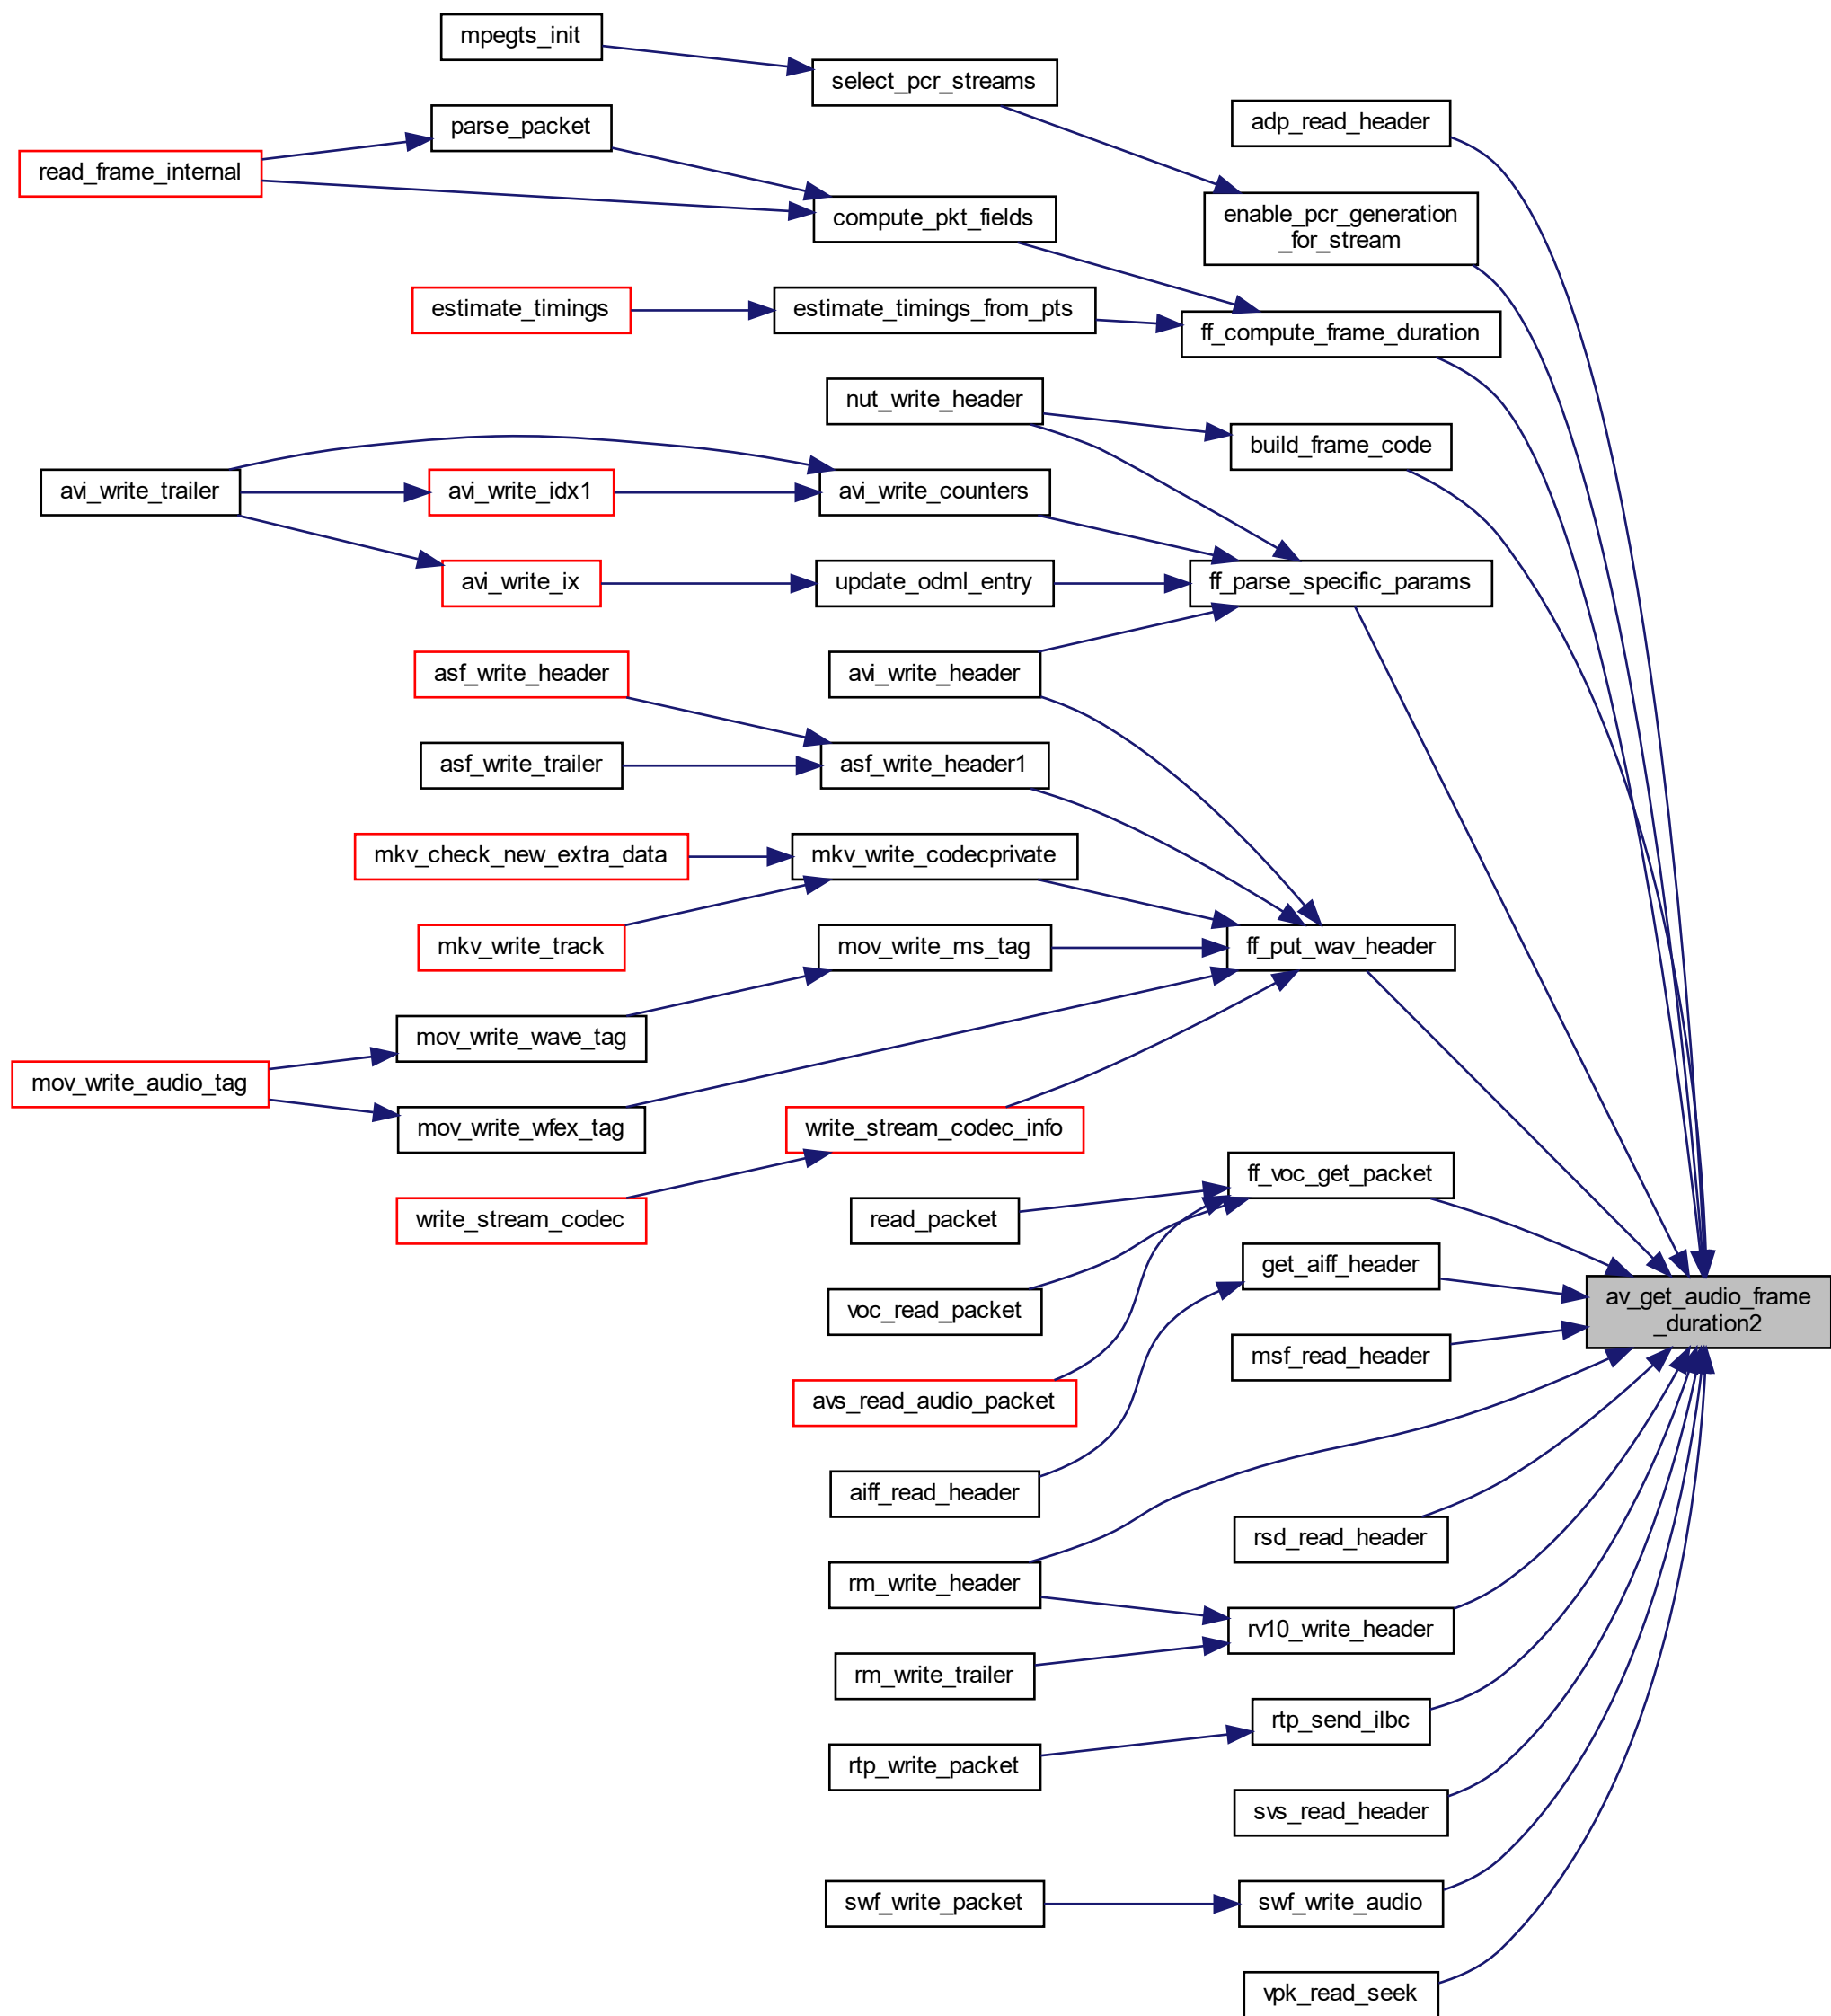 mpegts_init
select_pcr_streams
adp_read_header
parse_packet
read_frame_internal
compute_pkt_fields
enable_pcr_generation
_for_stream
estimate_timings
estimate_timings_from_pts
ff_compute_frame_duration
nut_write_header
build_frame_code
avi_write_trailer
avi_write_idx1
avi_write_counters
avi_write_ix
update_odml_entry
ff_parse_specific_params
asf_write_header
avi_write_header
asf_write_trailer
asf_write_header1
mkv_check_new_extra_data
mkv_write_codecprivate
mkv_write_track
mov_write_ms_tag
ff_put_wav_header
mov_write_wave_tag
mov_write_audio_tag
mov_write_wfex_tag
write_stream_codec_info
write_stream_codec
ff_voc_get_packet
read_packet
get_aiff_header
voc_read_packet
av_get_audio_frame
_duration2
msf_read_header
avs_read_audio_packet
aiff_read_header
rsd_read_header
rm_write_header
rv10_write_header
rm_write_trailer
rtp_send_ilbc
rtp_write_packet
svs_read_header
swf_write_packet
swf_write_audio
vpk_read_seek